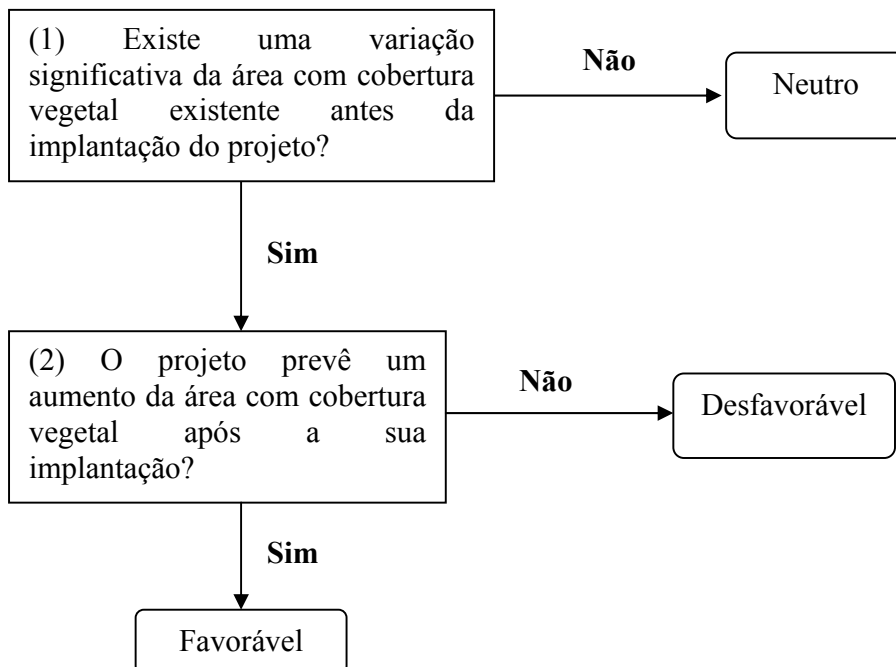 (1) Existe uma variação
significativa da área com cobertura
vegetal existente antes da
implantação do projeto?
Não
Neutro
Sim
(2) O projeto prevê um
aumento da área com cobertura
vegetal após a sua
implantação?
Não
Desfavorável
Sim
Favorável